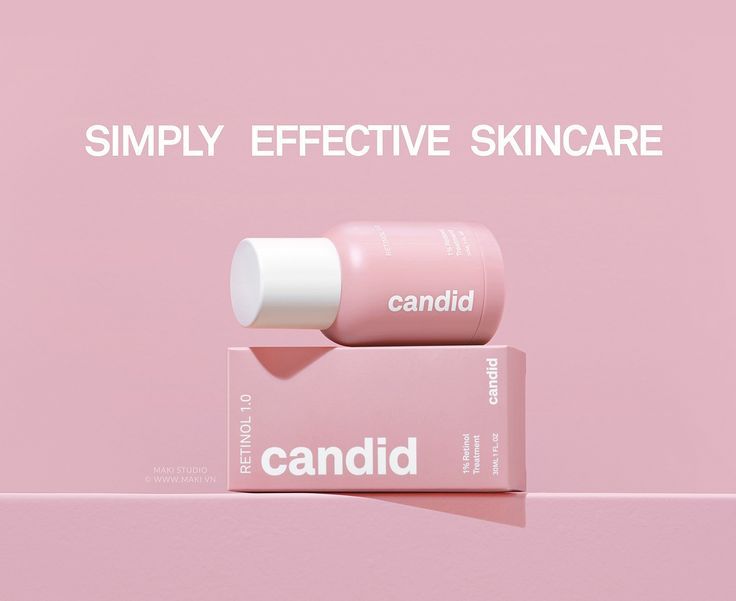 SIMPLY EFFECTIVE SKINCARE
RETINOL 1.0
1% Retinol
Treatment
candid
RETINOL 1.0
candid
candid
1% Retinol
Treatment
30ML 1 FL. OZ
MAKI STUDIO
© WWW.MAKI.VN